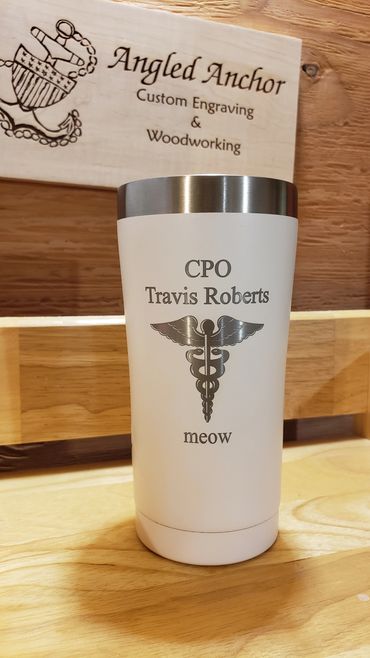 Angled Anchor
Custom Engraving
&
Woodworking
CPO
Travis Roberts
meow